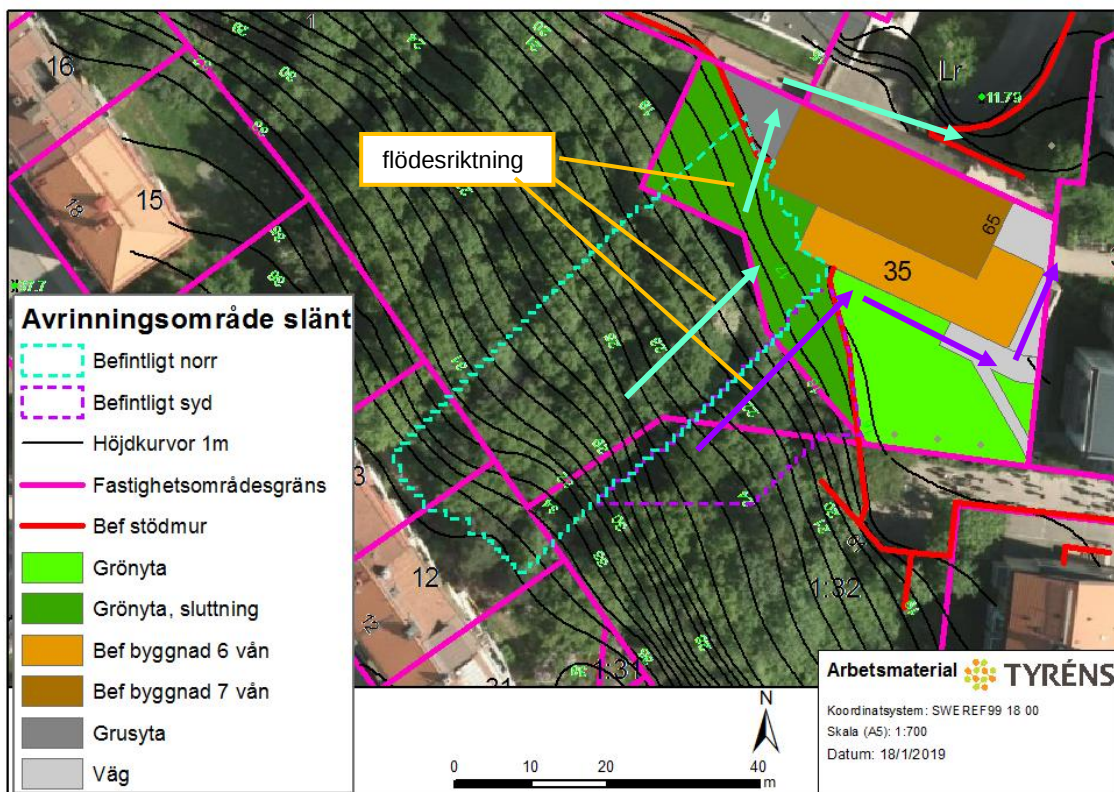 16
15
18
flödesriktning
Lr
11.79
65
35
17
Avrinningsområde slänt
Befintligt norr
Befintligt syd
Höjdkurvor 1m
Fastighetsområdesgräns
Bef stödmur
Grönyta
Grönyta, sluttning
Bef byggnad 6 vån
Bef byggnad 7 vån
Grusyta
Väg
12
1:32
1:31
Arbetsmaterial TYRÉNS
Koordinatsystem: SWEREF99 18 00
Skala (A5): 1:700
Datum: 18/1/2019
N
0 10 20 40
m